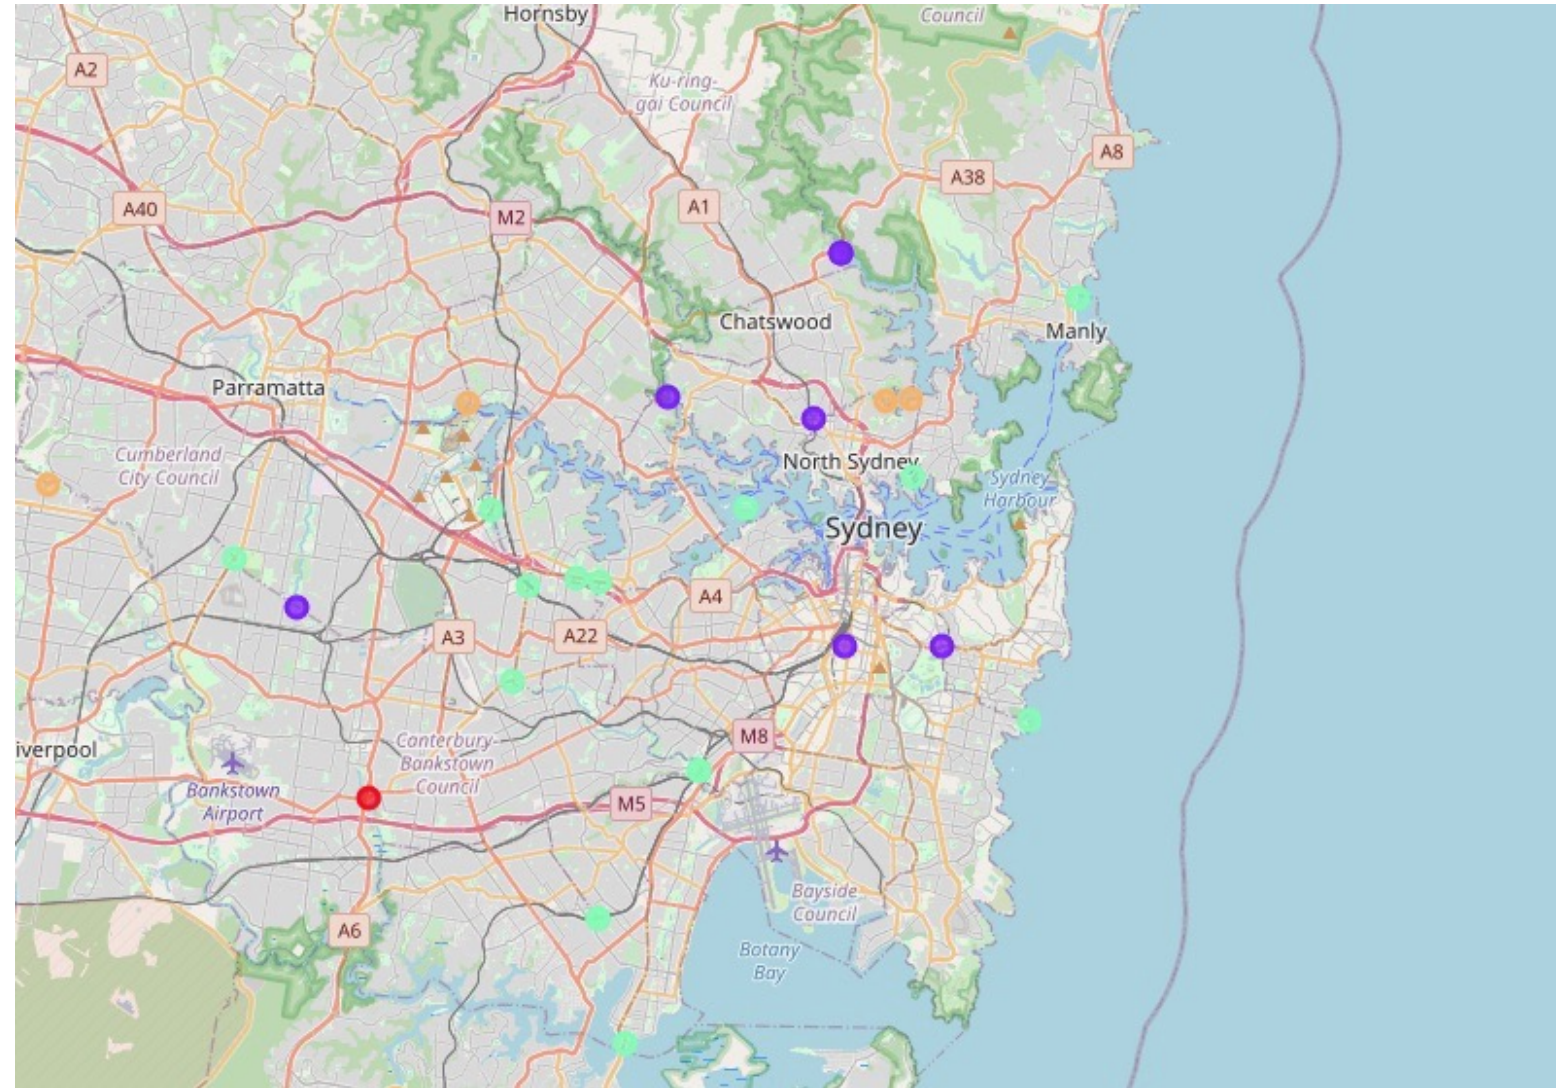 Hornsby
Council
A2
Ku-ring-
gai Council
A8
A38
A40
A1
M2
Chatswood
Manly
Parramatta
Cumberland
City Council
North Sydney
Sydney
Harbour
Sydney
A4
A3
A22
iverpool
Canterbury-
Bankstown
Council
M8
Bankstown
Airport
M5
Bayside
Council
A6
Botany
Bay